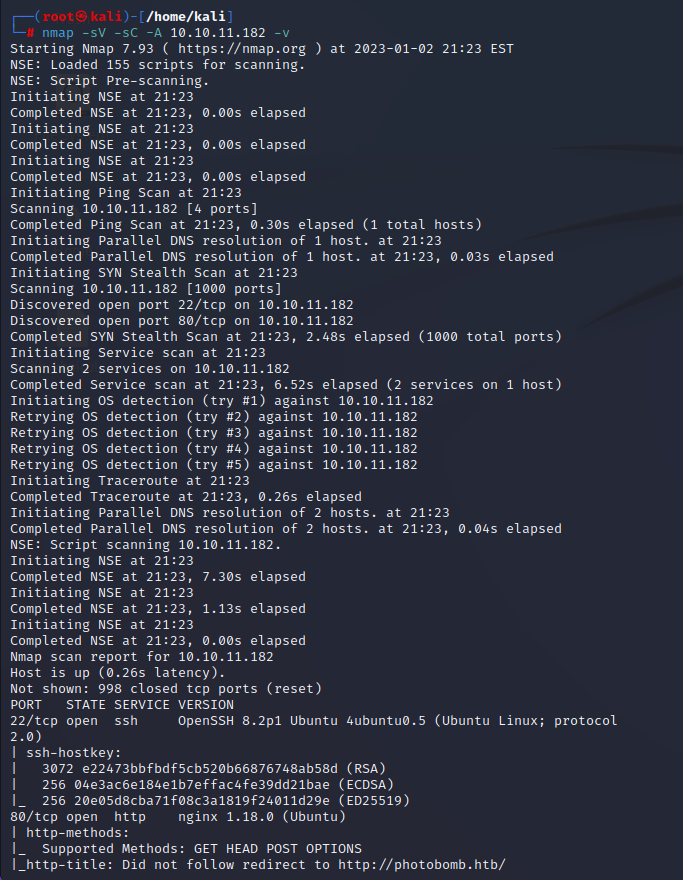 ┌──(root㉿kali)-[/home/kali]
└─# nmap -sV -sC -A 10.10.11.182 -v
Starting Nmap 7.93 ( https://nmap.org ) at 2023-01-02 21:23 EST
NSE: Loaded 155 scripts for scanning.
NSE: Script Pre-scanning.
Initiating NSE at 21:23
Completed NSE at 21:23, 0.00s elapsed
Initiating NSE at 21:23
Completed NSE at 21:23, 0.00s elapsed
Initiating NSE at 21:23
Completed NSE at 21:23, 0.00s elapsed
Initiating Ping Scan at 21:23
Scanning 10.10.11.182 [4 ports]
Completed Ping Scan at 21:23, 0.30s elapsed (1 total hosts)
Initiating Parallel DNS resolution of 1 host. at 21:23
Completed Parallel DNS resolution of 1 host. at 21:23, 0.03s elapsed
Initiating SYN Stealth Scan at 21:23
Scanning 10.10.11.182 [1000 ports]
Discovered open port 22/tcp on 10.10.11.182
Discovered open port 80/tcp on 10.10.11.182
Completed SYN Stealth Scan at 21:23, 2.48s elapsed (1000 total ports)
Initiating Service scan at 21:23
Scanning 2 services on 10.10.11.182
Completed Service scan at 21:23, 6.52s elapsed (2 services on 1 host)
Initiating OS detection (try #1) against 10.10.11.182
Retrying OS detection (try #2) against 10.10.11.182
Retrying OS detection (try #3) against 10.10.11.182
Retrying OS detection (try #4) against 10.10.11.182
Retrying OS detection (try #5) against 10.10.11.182
Initiating Traceroute at 21:23
Completed Traceroute at 21:23, 0.26s elapsed
Initiating Parallel DNS resolution of 2 hosts. at 21:23
Completed Parallel DNS resolution of 2 hosts. at 21:23, 0.04s elapsed
NSE: Script scanning 10.10.11.182.
Initiating NSE at 21:23
Completed NSE at 21:23, 7.30s elapsed
Initiating NSE at 21:23
Completed NSE at 21:23, 1.13s elapsed
Initiating NSE at 21:23
Completed NSE at 21:23, 0.00s elapsed
Nmap scan report for 10.10.11.182
Host is up (0.26s latency).
Not shown: 998 closed tcp ports (reset)
PORT   STATE SERVICE VERSION
22/tcp open  ssh     OpenSSH 8.2p1 Ubuntu 4ubuntu0.5 (Ubuntu Linux; protocol
2.0)
| ssh-hostkey:
|   3072 e22473bbfbdf5cb520b66876748ab58d (RSA)
|   256 04e3ac6e184e1b7effac4fe39dd21bae (ECDSA)
|_  256 20e05d8cba71f08c3a1819f24011d29e (ED25519)
80/tcp open  http    nginx 1.18.0 (Ubuntu)
| http-methods:
|_  Supported Methods: GET HEAD POST OPTIONS
|_http-title: Did not follow redirect to http://photobomb.htb/